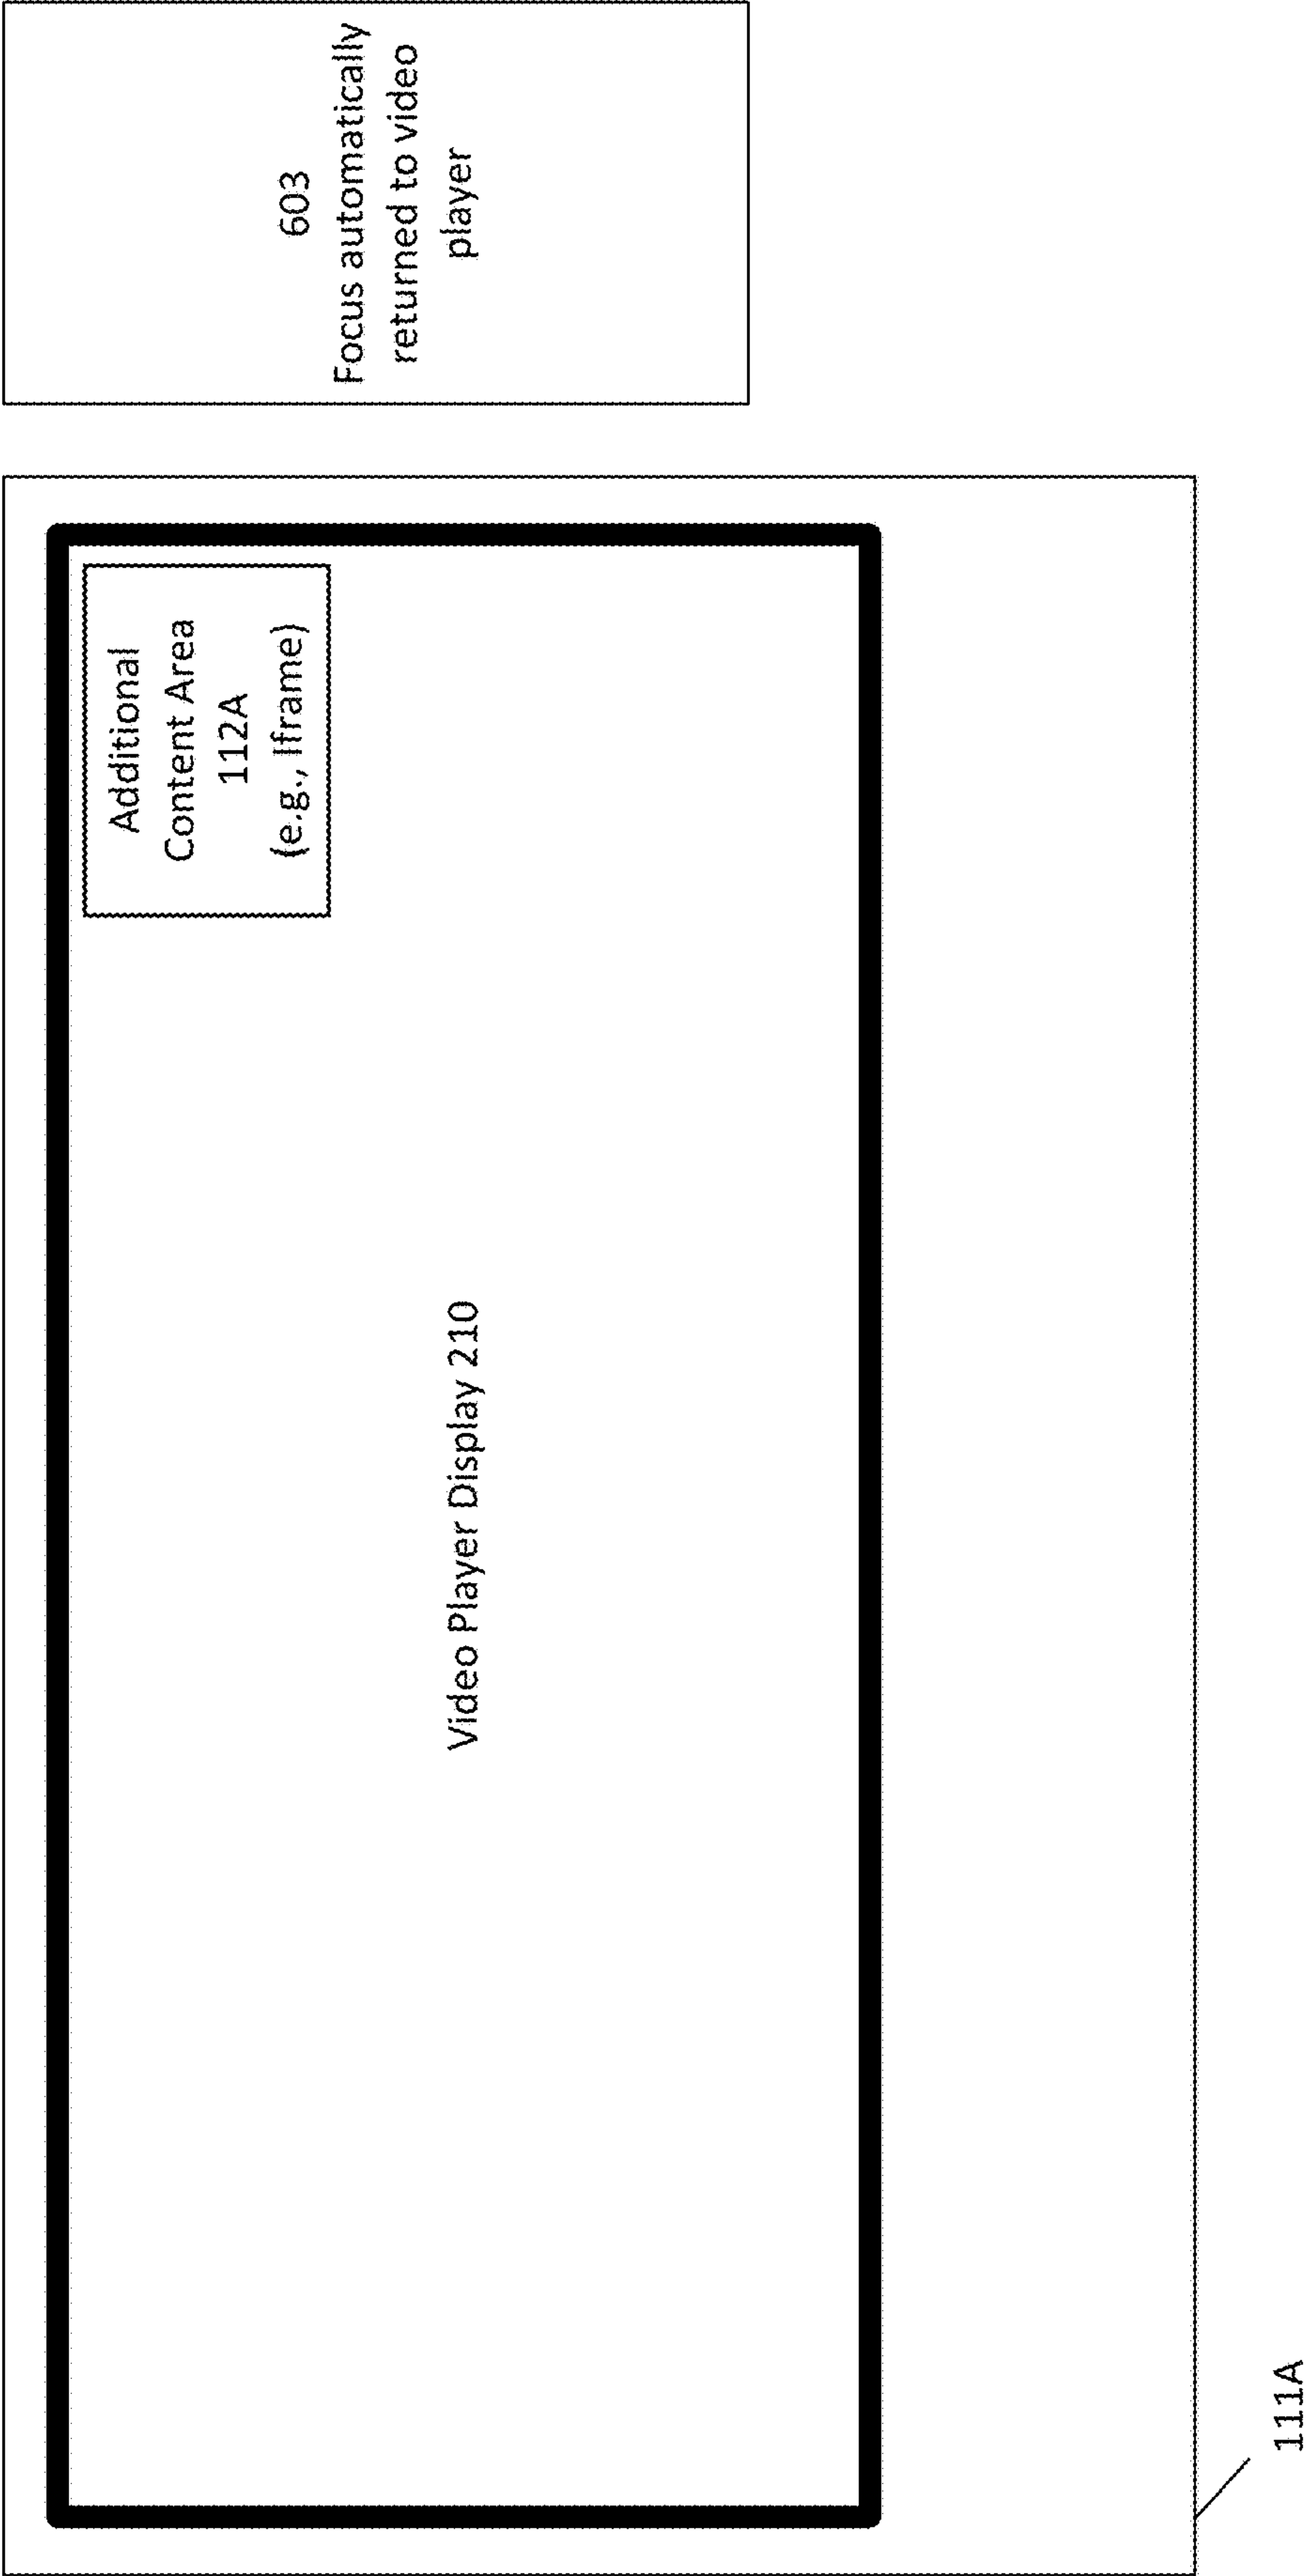 603
Focus automatically
returned to video
player
Additional
Content Area
112A
(e.g., Iframe)
Video Player Display 210
111A